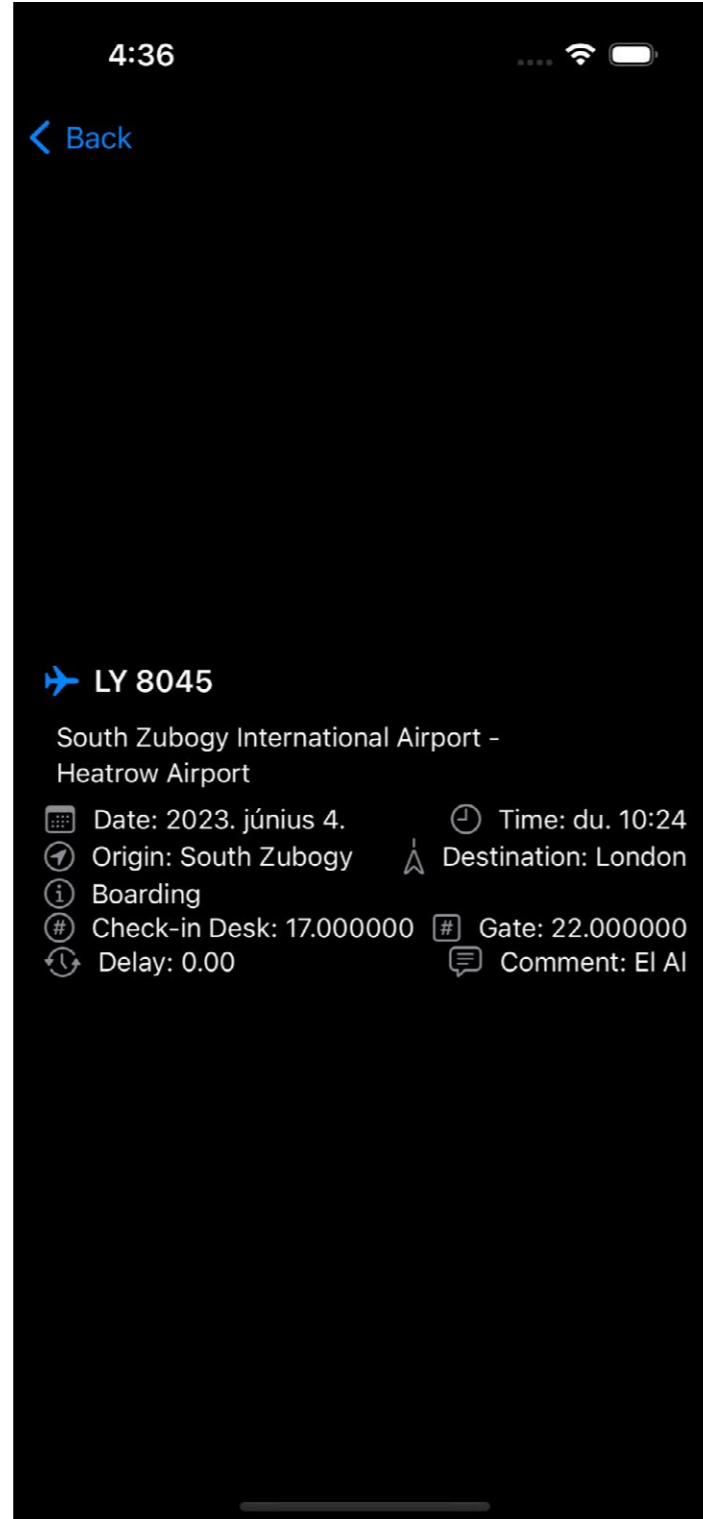 4:36
Back
LY 8045
South Zubogy International Airport -
Heatrow Airport
Date: 2023. június 4. Time: du. 10:24
Origin: South Zubogy Destination: London
Boarding
Check-in Desk: 17.000000 # Gate: 22.000000
Delay: 0.00 Comment: El Al